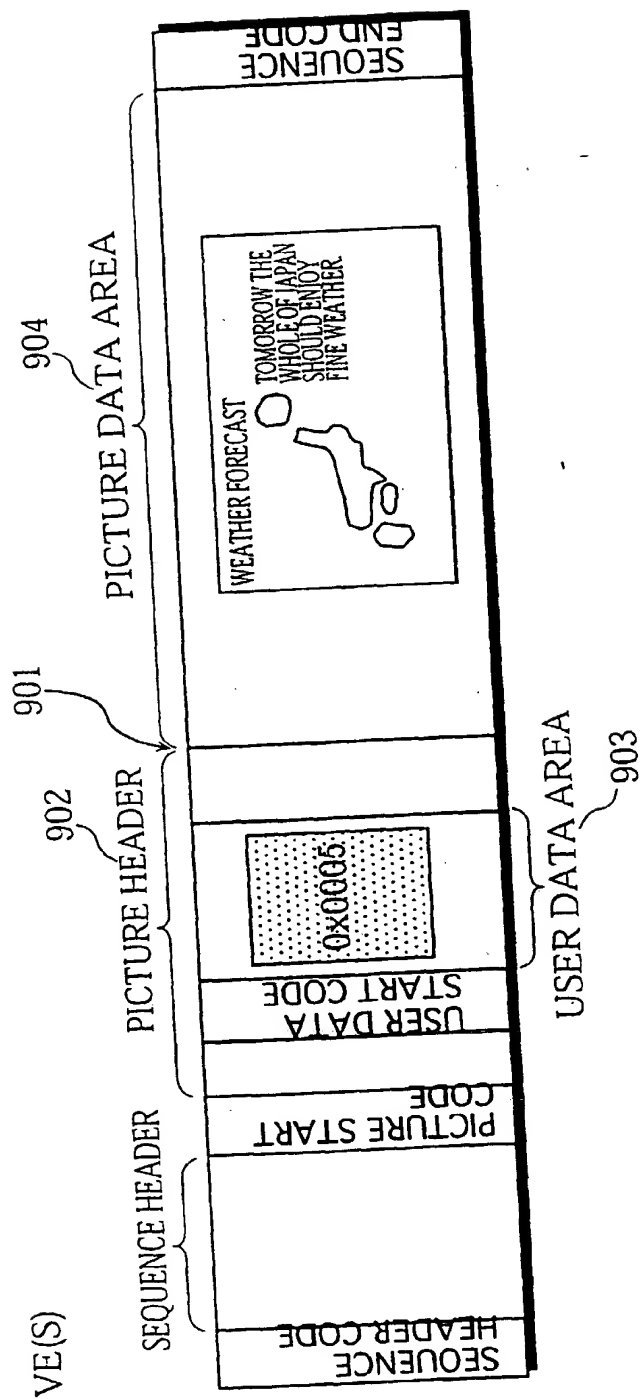 VE(S)
SEQUENCE HEADER
PICTURE HEADER
902
901
PICTURE DATA AREA
904
SEQUENCE
HEADER CODE
PICTURE START
CODE
USER DATA
START CODE
0x0005
WEATHER FORECAST
TOMORROW THE
WHOLE OF JAPAN
SHOULD ENJOY
FINE WEATHER.
SEQUENCE
END CODE
USER DATA AREA
903